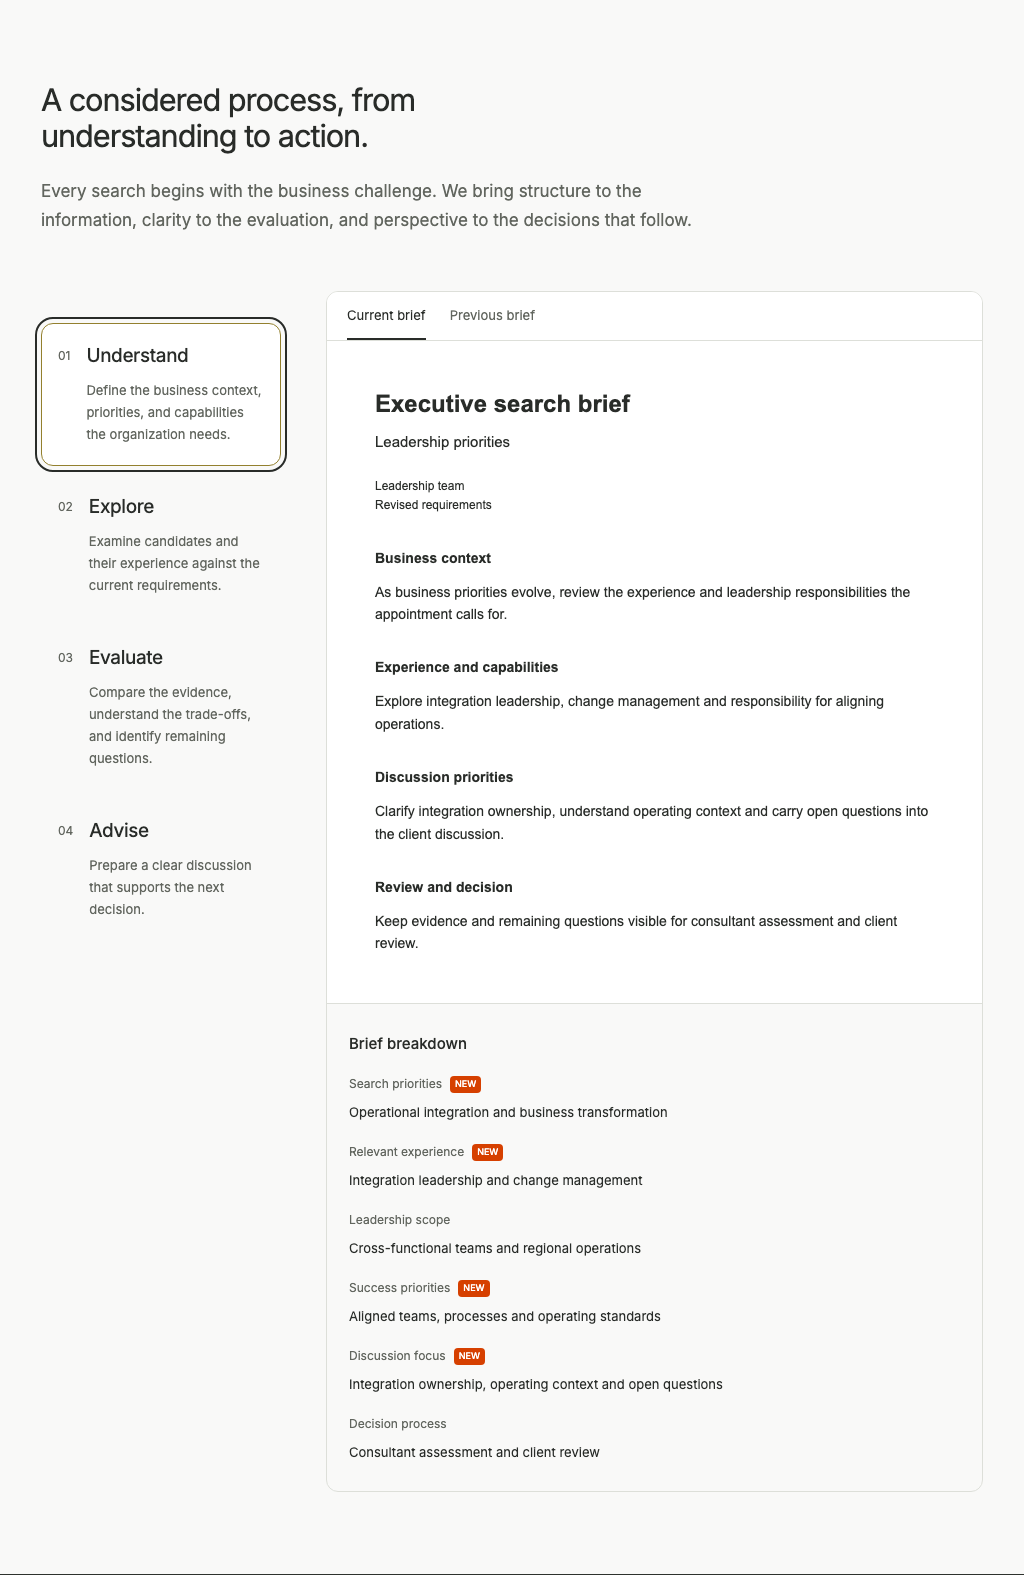 A considered process, from
understanding to action.
Every search begins with the business challenge. We bring structure to the
information, clarity to the evaluation, and perspective to the decisions that follow.
01 Understand
Define the business context,
priorities, and capabilities
the organization needs.
02 Explore
Examine candidates and
their experience against the
current requirements.
03 Evaluate
Compare the evidence,
understand the trade-offs,
and identify remaining
questions.
04 Advise
Prepare a clear discussion
that supports the next
decision.
Current brief Previous brief
Executive search brief
Leadership priorities
Leadership team
Revised requirements
Business context
As business priorities evolve, review the experience and leadership responsibilities the
appointment calls for.
Experience and capabilities
Explore integration leadership, change management and responsibility for aligning
operations.
Discussion priorities
Clarify integration ownership, understand operating context and carry open questions into
the client discussion.
Review and decision
Keep evidence and remaining questions visible for consultant assessment and client
review.
Brief breakdown
Search priorities NEW
Operational integration and business transformation
Relevant experience NEW
Integration leadership and change management
Leadership scope
Cross-functional teams and regional operations
Success priorities NEW
Aligned teams, processes and operating standards
Discussion focus NEW
Integration ownership, operating context and open questions
Decision process
Consultant assessment and client review